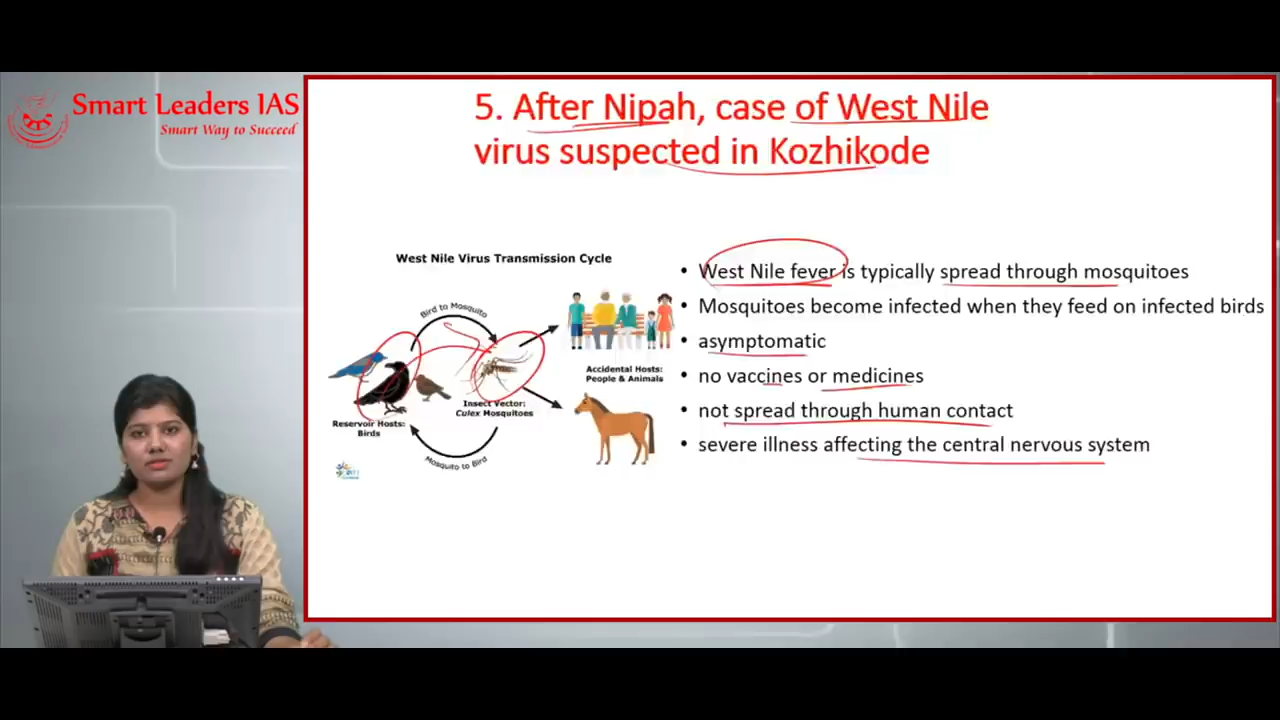 Smart Leaders IAS
Smart Way to Succeed
5. After Nipah, case of West Nile
virus suspected in Kozhikode
West Nile Virus Transmission Cycle
Bird to Mosquito
Accidental Hosts:
People & Animals
Insect Vector:
Culex Mosquitoes
Reservoir Hosts:
Birds
Mosquito to Bird
• West Nile fever is typically spread through mosquitoes
• Mosquitoes become infected when they feed on infected birds
• asymptomatic
• no vaccines or medicines
• not spread through human contact
• severe illness affecting the central nervous system